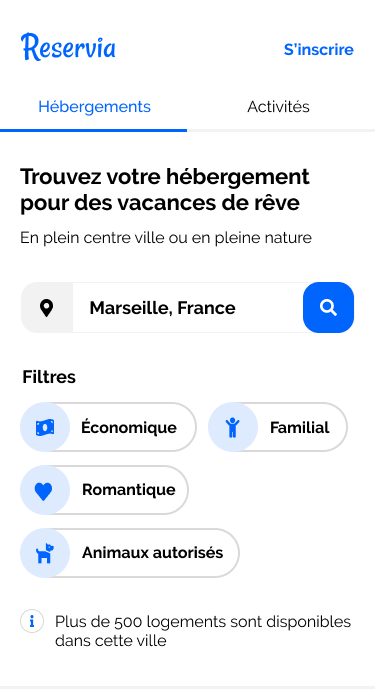 Reservia
S'inscrire
Hébergements
Activités
Trouvez votre hébergement
pour des vacances de rêve
En plein centre ville ou en pleine nature
Marseille, France
Filtres
Économique
Familial
Romantique
Animaux autorisés
Plus de 500 logements sont disponibles
dans cette ville